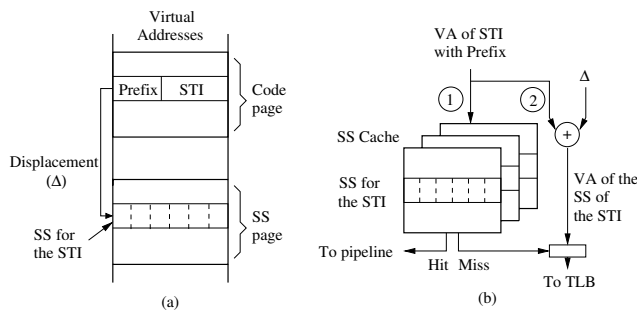 Virtual
Addresses
Prefix
STI
Code
page
Displacement
(Δ)
SS for
the STI
SS
page
(a)
VA of STI
with Prefix
1
2
Δ
+
SS Cache
SS for
the STI
VA of the
SS of
the STI
To pipeline
Hit
Miss
To TLB
(b)